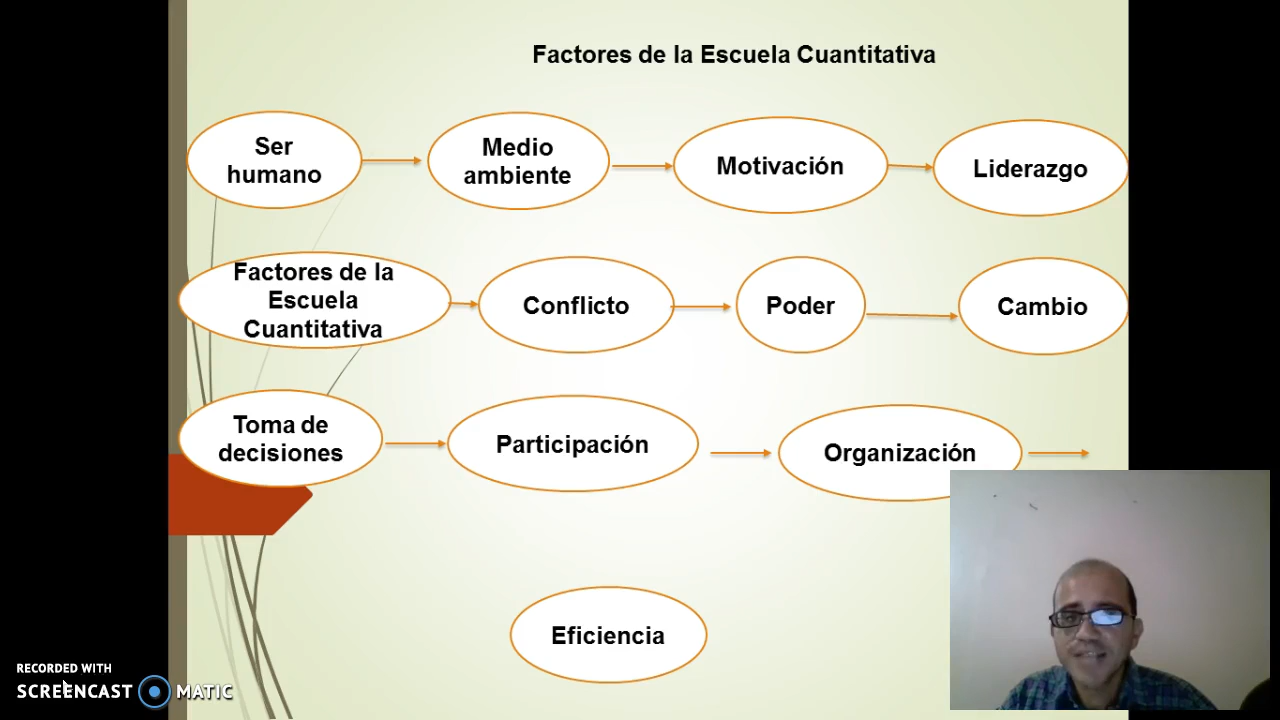 Factores de la Escuela Cuantitativa
Ser
humano
Medio
ambiente
Motivación
Liderazgo
Factores de la
Escuela
Cuantitativa
Conflicto
Poder
Cambio
Toma de
decisiones
Participación
Organización
Eficiencia
RECORDED WITH
SCREENCAST MATIC